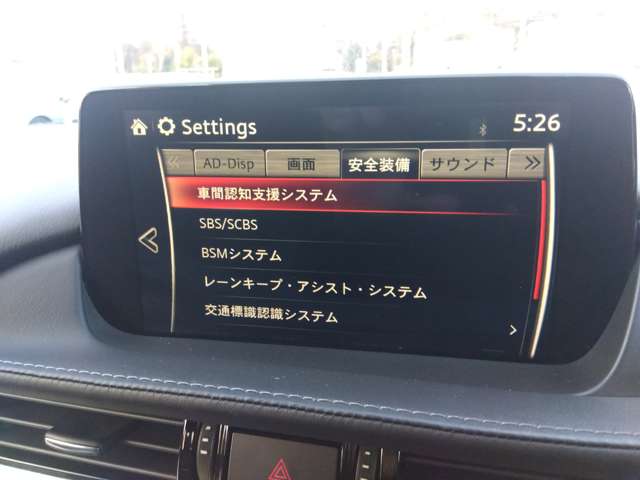 Settings 5:26
AD-Disp 画面 安全装備 サウンド
車間認知支援システム
SBS/SCBS
BSMシステム
レーンキープ・アシスト・システム
交通標識認識システム